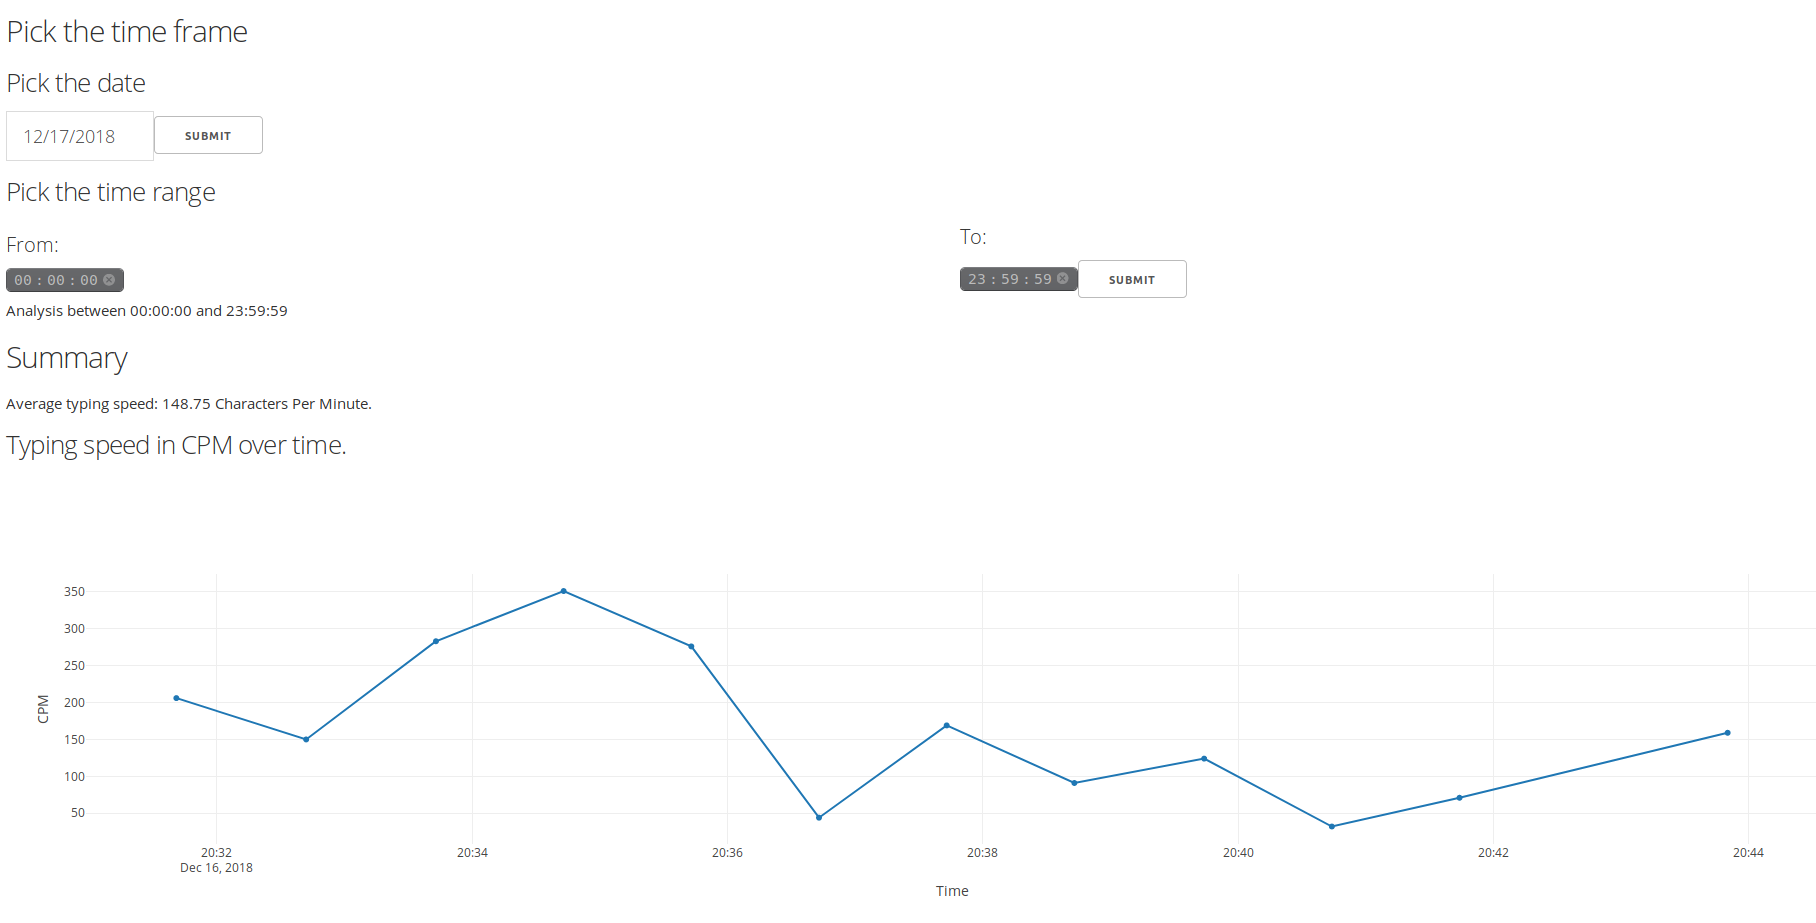 Pick the time frame
Pick the date
12/17/2018
SUBMIT
Pick the time range
From:
00 : 00 : 00
To:
23 : 59 : 59
SUBMIT
Analysis between 00:00:00 and 23:59:59
Summary
Average typing speed: 148.75 Characters Per Minute.
Typing speed in CPM over time.
350
300
250
200
150
100
50
CPM
20:32
Dec 16, 2018
20:34
20:36
20:38
20:40
20:42
20:44
Time